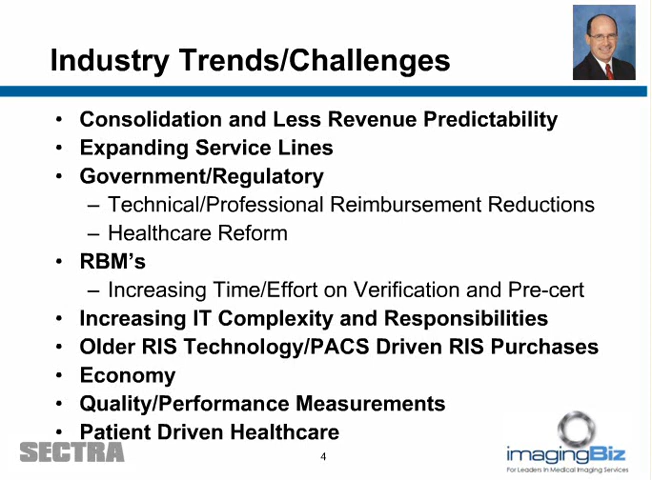 Industry Trends/Challenges
• Consolidation and Less Revenue Predictability
• Expanding Service Lines
• Government/Regulatory
– Technical/Professional Reimbursement Reductions
– Healthcare Reform
• RBM's
– Increasing Time/Effort on Verification and Pre-cert
• Increasing IT Complexity and Responsibilities
• Older RIS Technology/PACS Driven RIS Purchases
• Economy
• Quality/Performance Measurements
• Patient Driven Healthcare
SECTRA
4
imagingBiz
For Leaders in Medical Imaging Services